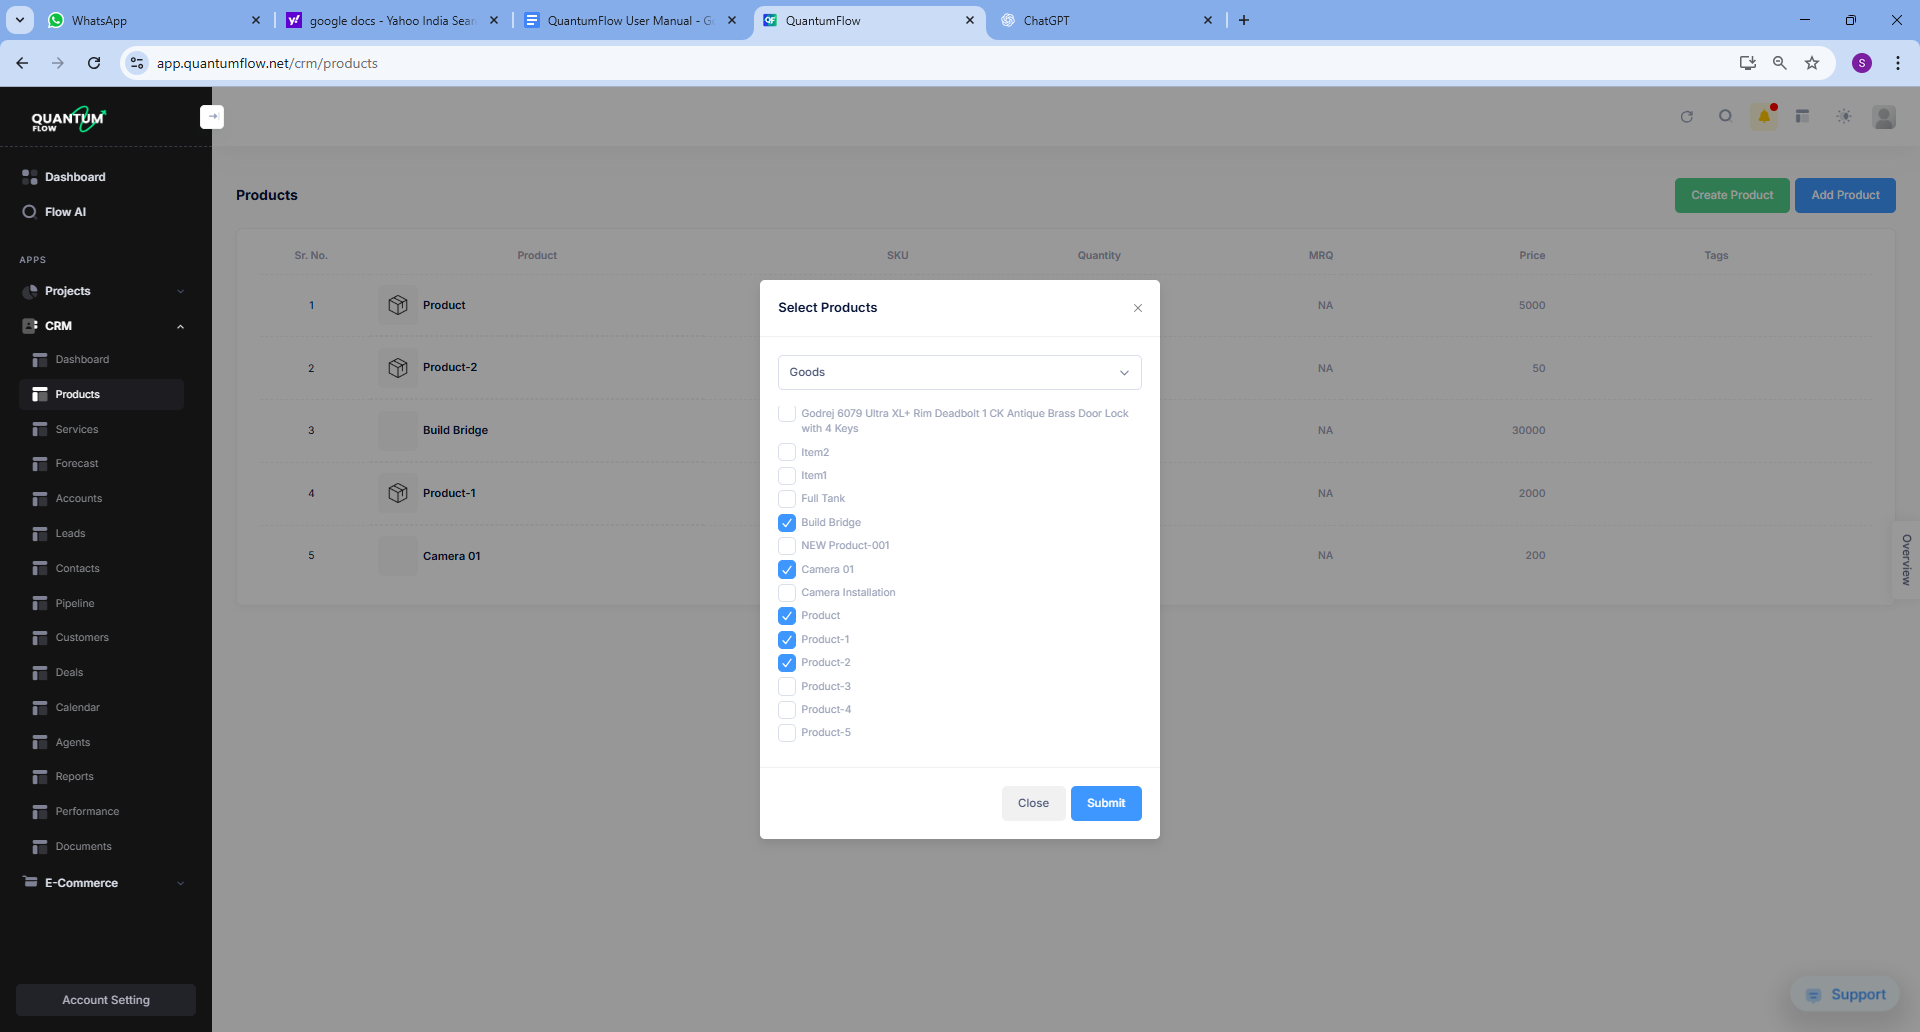 WhatsApp
google docs - Yahoo India Sear
QuantumFlow User Manual - G
QuantumFlow
ChatGPT
app.quantumflow.net/crm/products
S
QUANTUM
FLOW
Dashboard
Flow AI
APPS
Projects
CRM
Dashboard
Products
Services
Forecast
Accounts
Leads
Contacts
Pipeline
Customers
Deals
Calendar
Agents
Reports
Performance
Documents
E-Commerce
Account Setting
Products
Create Product
Add Product
Sr. No. Product SKU Quantity MRQ Price Tags
1 Product NA 5000
2 Product-2 NA 50
3 Build Bridge NA 30000
4 Product-1 NA 2000
5 Camera 01 NA 200
Select Products
Goods
Godrej 6079 Ultra XL+ Rim Deadbolt 1 CK Antique Brass Door Lock
with 4 Keys
Item2
Item1
Full Tank
Build Bridge
NEW Product-001
Camera 01
Camera Installation
Product
Product-1
Product-2
Product-3
Product-4
Product-5
Close
Submit
Overview
Support